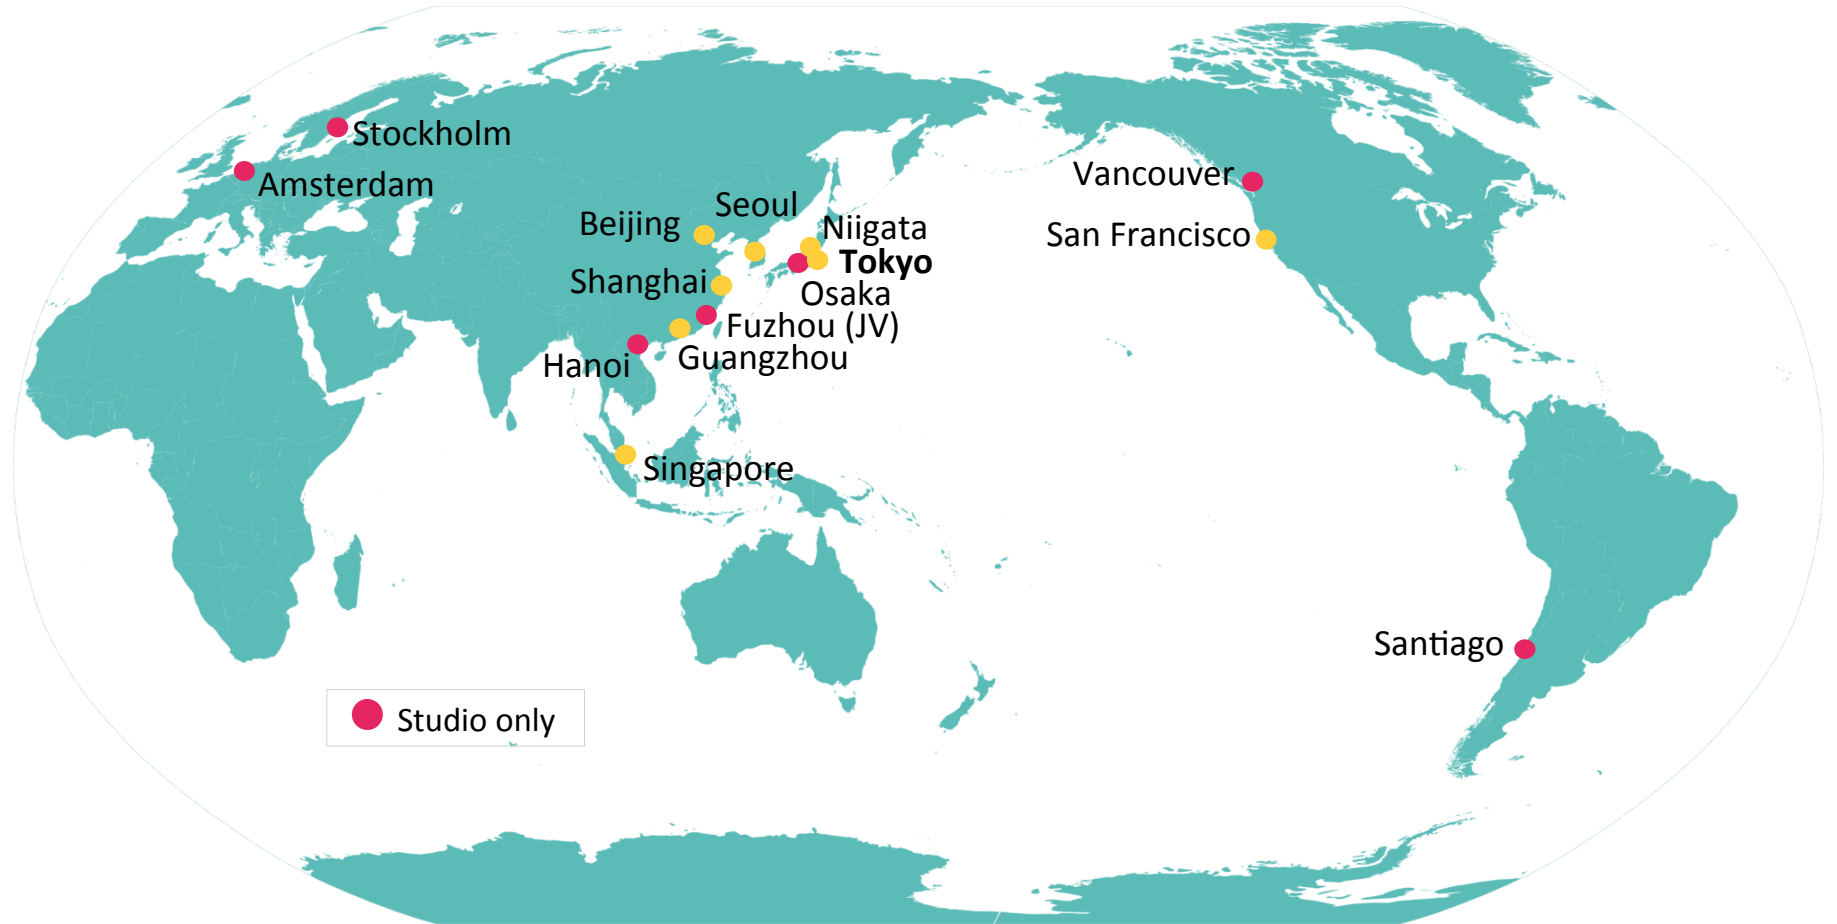 Stockholm
Amsterdam
Vancouver
Seoul
Beijing
Niigata
San Francisco
Tokyo
Shanghai
Osaka
Fuzhou (JV)
Guangzhou
Hanoi
Singapore
Santiago
Studio only